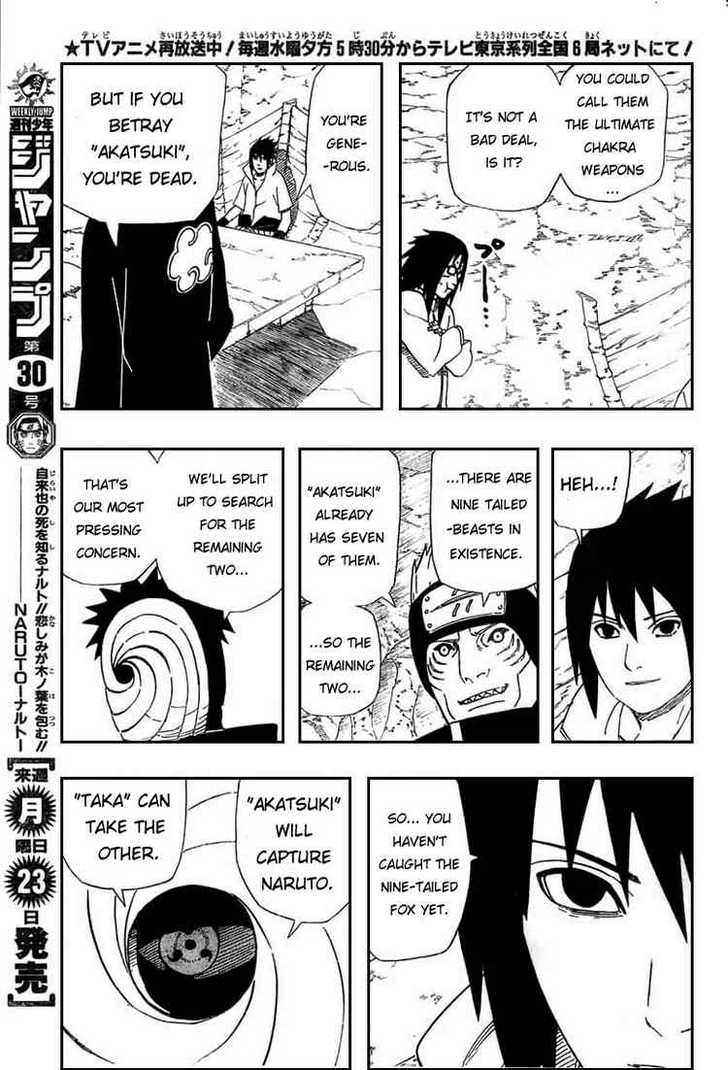 ★TVアニメ再放送中！毎週水曜夕方5時30分からテレビ東京系列全国6局ネットにて！
YOU COULD
CALL THEM
THE ULTIMATE
CHAKRA
WEAPONS
...
IT'S NOT A
BAD DEAL,
IS IT?
プー…
YOU'RE
GENE-
-ROUS.
BUT IF YOU
BETRAY
"AKATSUKI",
YOU'RE DEAD.
HEH...!
...THERE ARE
NINE TAILED
-BEASTS IN
EXISTENCE.
"AKATSUKI"
ALREADY
HAS SEVEN
OF THEM.
...SO THE
REMAINING
TWO...
WE'LL SPLIT
UP TO SEARCH
FOR THE
REMAINING
TWO...
THAT'S
OUR MOST
PRESSING
CONCERN.
SO... YOU
HAVEN'T
CAUGHT THE
NINE-TAILED
FOX YET.
"AKATSUKI"
WILL
CAPTURE
NARUTO.
"TAKA" CAN
TAKE THE
OTHER.
WEEKLY JUMP
週刊少年
ジャンプ
第
30
号
自来也の死を知るナルト!!悲しみが木ノ葉を包む!!
NARUTO―ナルト―
来週
月
曜日
23
日
発売